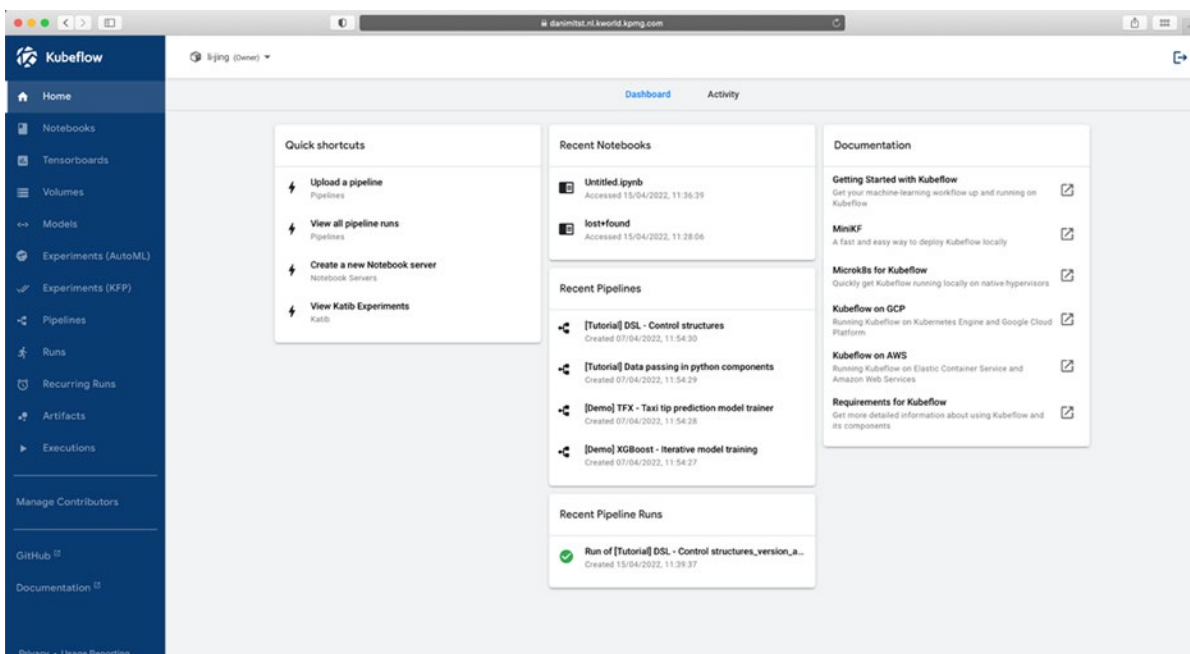 danimitst.nl.kworld.kpmg.com
Kubeflow
li-jing (Owner)
Home
Notebooks
Tensorboards
Volumes
Models
Experiments (AutoML)
Experiments (KFP)
Pipelines
Runs
Recurring Runs
Artifacts
Executions
Manage Contributors
GitHub
Documentation
Privacy • Usage Reporting
Dashboard
Activity
Quick shortcuts
Upload a pipeline
Pipelines
View all pipeline runs
Pipelines
Create a new Notebook server
Notebook Servers
View Katib Experiments
Katib
Recent Notebooks
Untitled.ipynb
Accessed 15/04/2022, 11:36:39
lost+found
Accessed 15/04/2022, 11:28:06
Recent Pipelines
[Tutorial] DSL - Control structures
Created 07/04/2022, 11:54:30
[Tutorial] Data passing in python components
Created 07/04/2022, 11:54:29
[Demo] TFX - Taxi tip prediction model trainer
Created 07/04/2022, 11:54:28
[Demo] XGBoost - Iterative model training
Created 07/04/2022, 11:54:27
Recent Pipeline Runs
Run of [Tutorial] DSL - Control structures_version_a...
Created 15/04/2022, 11:39:37
Documentation
Getting Started with Kubeflow
Get your machine-learning workflow up and running on
Kubeflow
MiniKF
A fast and easy way to deploy Kubeflow locally
Microk8s for Kubeflow
Quickly get Kubeflow running locally on native hypervisors
Kubeflow on GCP
Running Kubeflow on Kubernetes Engine and Google Cloud
Platform
Kubeflow on AWS
Running Kubeflow on Elastic Container Service and
Amazon Web Services
Requirements for Kubeflow
Get more detailed information about using Kubeflow and
its components